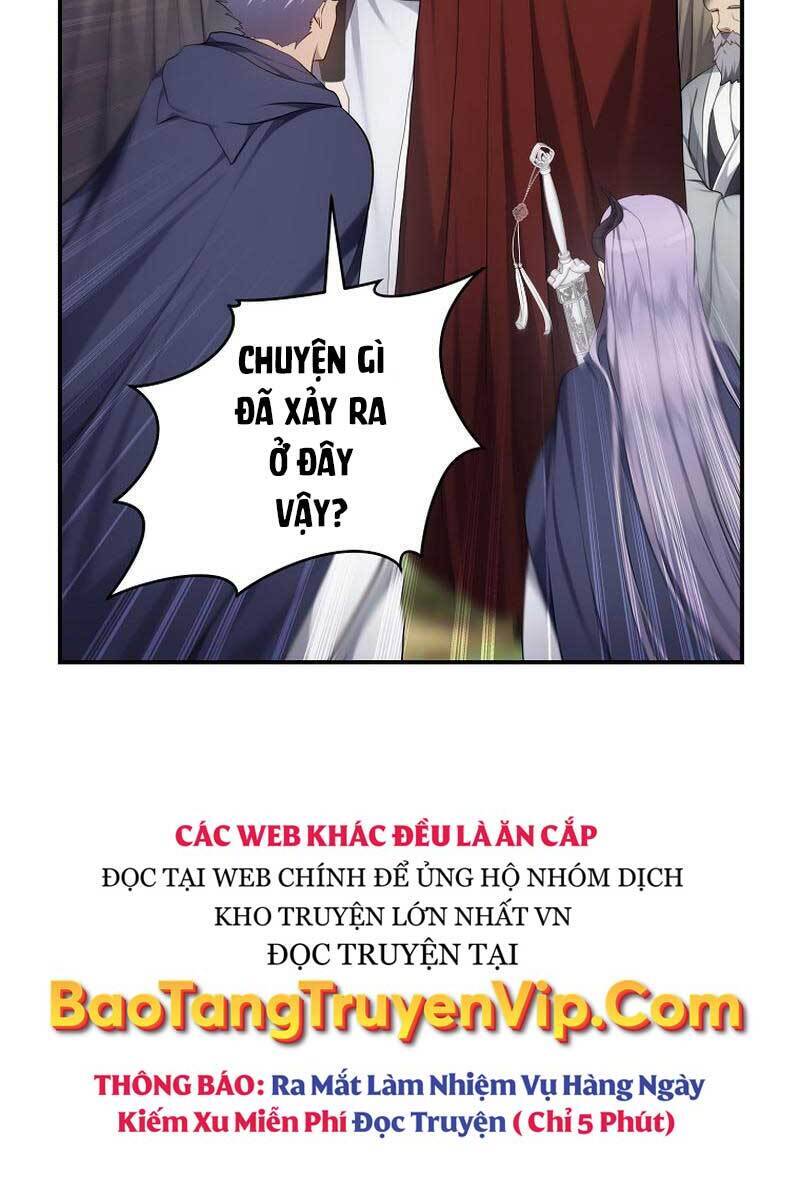 CHUYỆN GÌ
ĐÃ XẢY RA
Ở ĐÂY
VẬY?
CÁC WEB KHÁC ĐỀU LÀ ĂN CẮP
ĐỌC TẠI WEB CHÍNH ĐỂ ỦNG HỘ NHÓM DỊCH
KHO TRUYỆN LỚN NHẤT VN
ĐỌC TRUYỆN TẠI
BaoTangTruyenVip.Com
THÔNG BÁO: Ra Mắt Làm Nhiệm Vụ Hàng Ngày
Kiếm Xu Miễn Phí Đọc Truyện ( Chỉ 5 Phút)